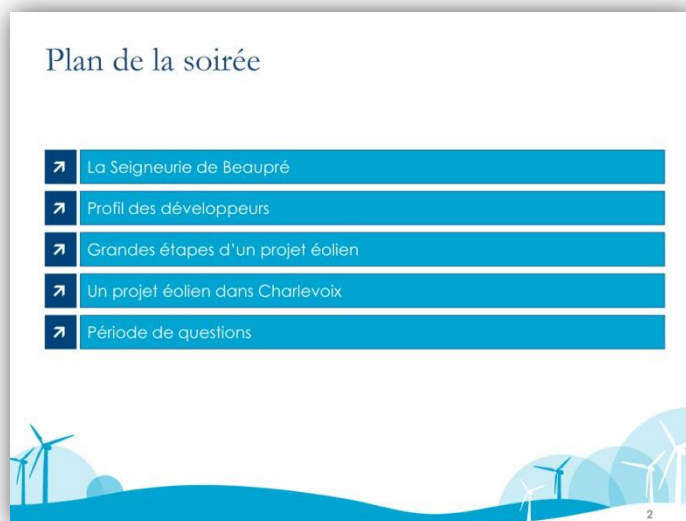 Plan de la soirée
La Seigneurie de Beaupré
Profil des développeurs
Grandes étapes d'un projet éolien
Un projet éolien dans Charlevoix
Période de questions
2